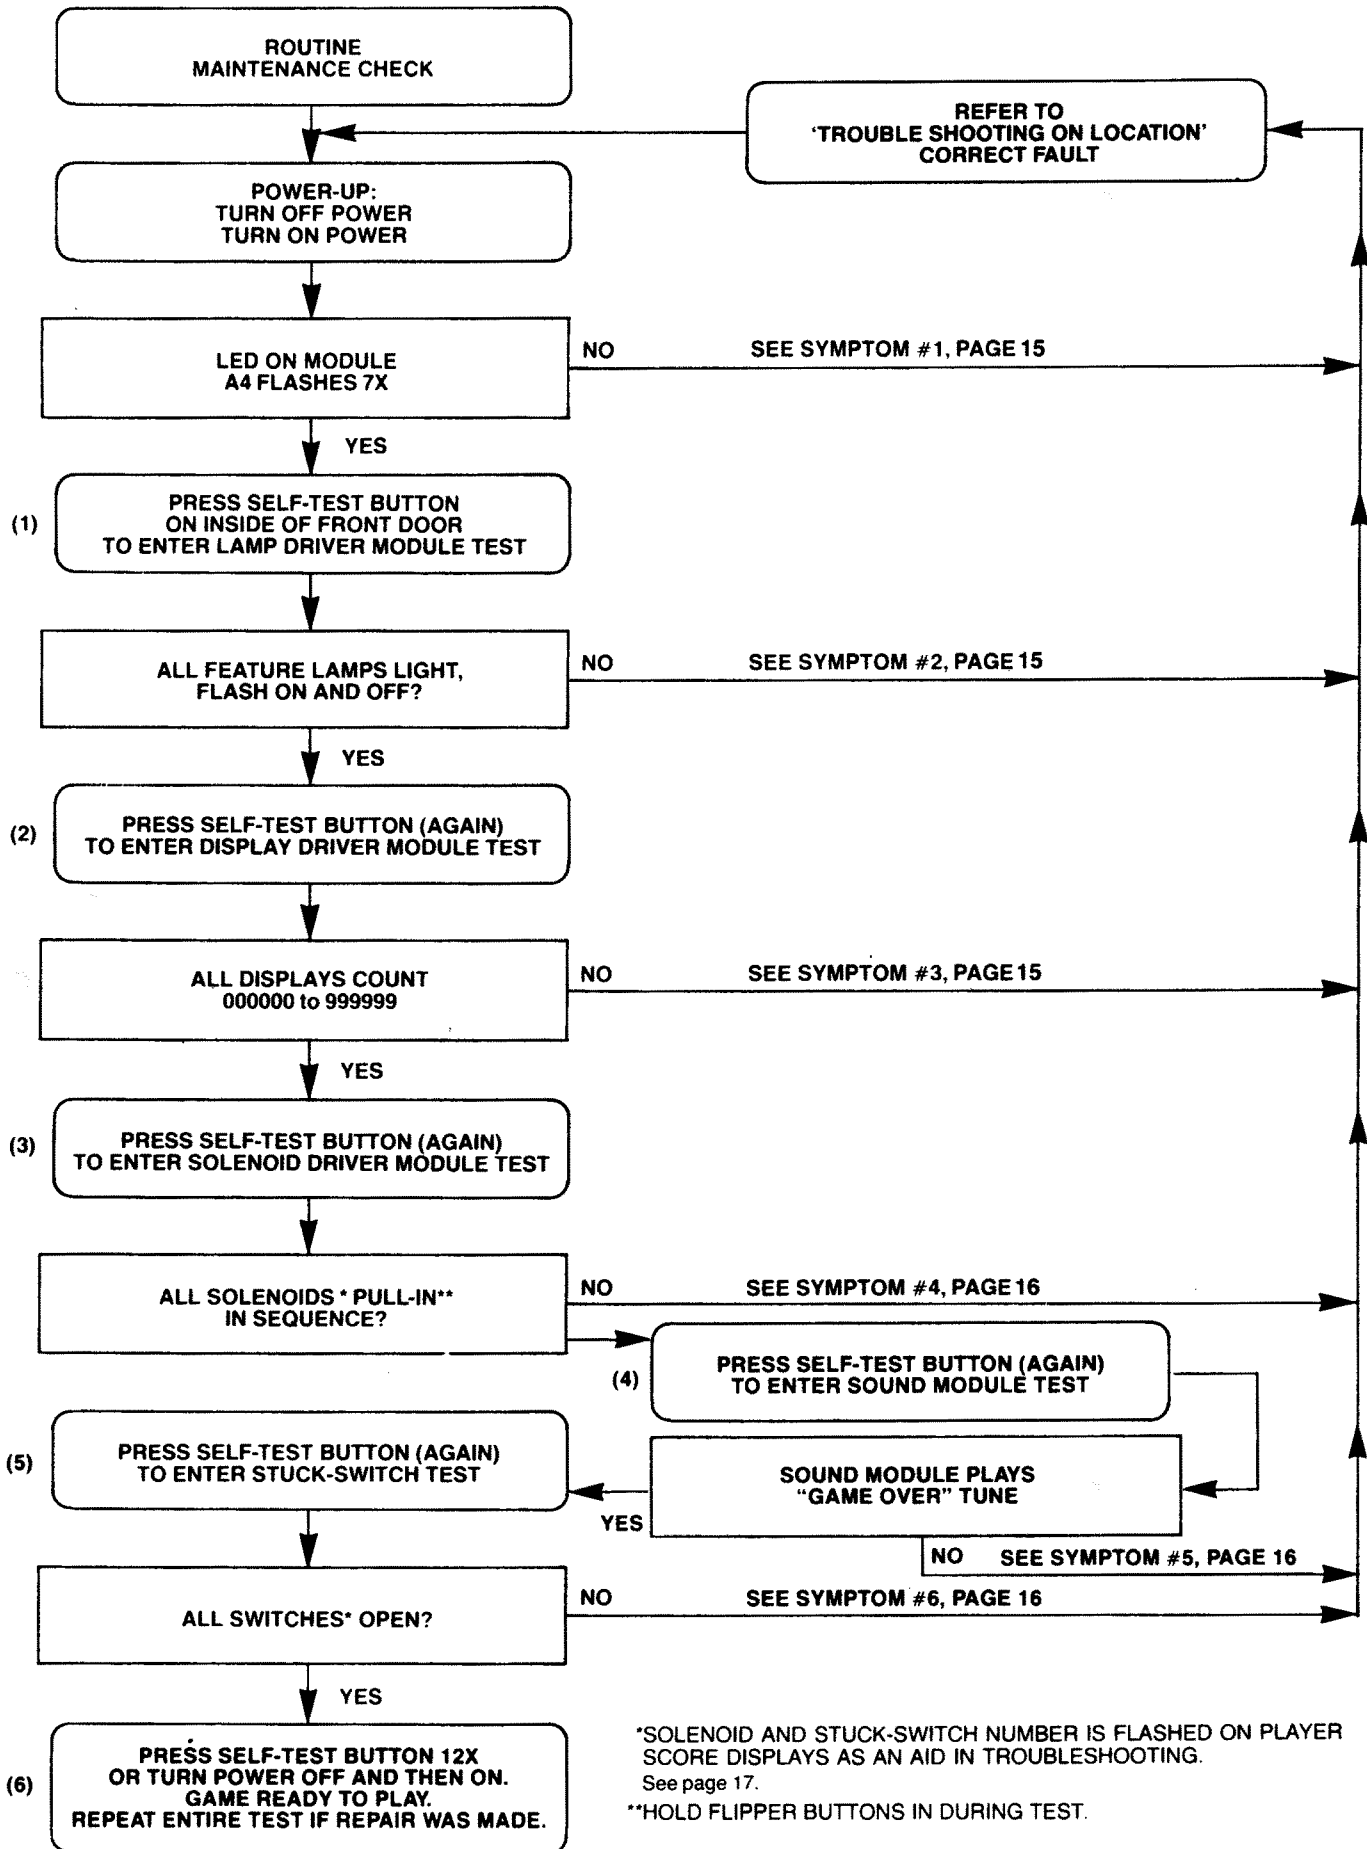 ROUTINE
MAINTENANCE CHECK
REFER TO
'TROUBLE SHOOTING ON LOCATION'
CORRECT FAULT
POWER-UP:
TURN OFF POWER
TURN ON POWER
LED ON MODULE
A4 FLASHES 7X
NO
SEE SYMPTOM #1, PAGE 15
YES
(1)
PRESS SELF-TEST BUTTON
ON INSIDE OF FRONT DOOR
TO ENTER LAMP DRIVER MODULE TEST
ALL FEATURE LAMPS LIGHT,
FLASH ON AND OFF?
NO
SEE SYMPTOM #2, PAGE 15
YES
(2)
PRESS SELF-TEST BUTTON (AGAIN)
TO ENTER DISPLAY DRIVER MODULE TEST
ALL DISPLAYS COUNT
000000 to 999999
NO
SEE SYMPTOM #3, PAGE 15
YES
(3)
PRESS SELF-TEST BUTTON (AGAIN)
TO ENTER SOLENOID DRIVER MODULE TEST
ALL SOLENOIDS * PULL-IN**
IN SEQUENCE?
NO
SEE SYMPTOM #4, PAGE 16
(4)
PRESS SELF-TEST BUTTON (AGAIN)
TO ENTER SOUND MODULE TEST
(5)
PRESS SELF-TEST BUTTON (AGAIN)
TO ENTER STUCK-SWITCH TEST
SOUND MODULE PLAYS
"GAME OVER" TUNE
YES
NO
SEE SYMPTOM #5, PAGE 16
ALL SWITCHES* OPEN?
NO
SEE SYMPTOM #6, PAGE 16
YES
(6)
PRESS SELF-TEST BUTTON 12X
OR TURN POWER OFF AND THEN ON.
GAME READY TO PLAY.
REPEAT ENTIRE TEST IF REPAIR WAS MADE.
*SOLENOID AND STUCK-SWITCH NUMBER IS FLASHED ON PLAYER
SCORE DISPLAYS AS AN AID IN TROUBLESHOOTING.
See page 17.
**HOLD FLIPPER BUTTONS IN DURING TEST.